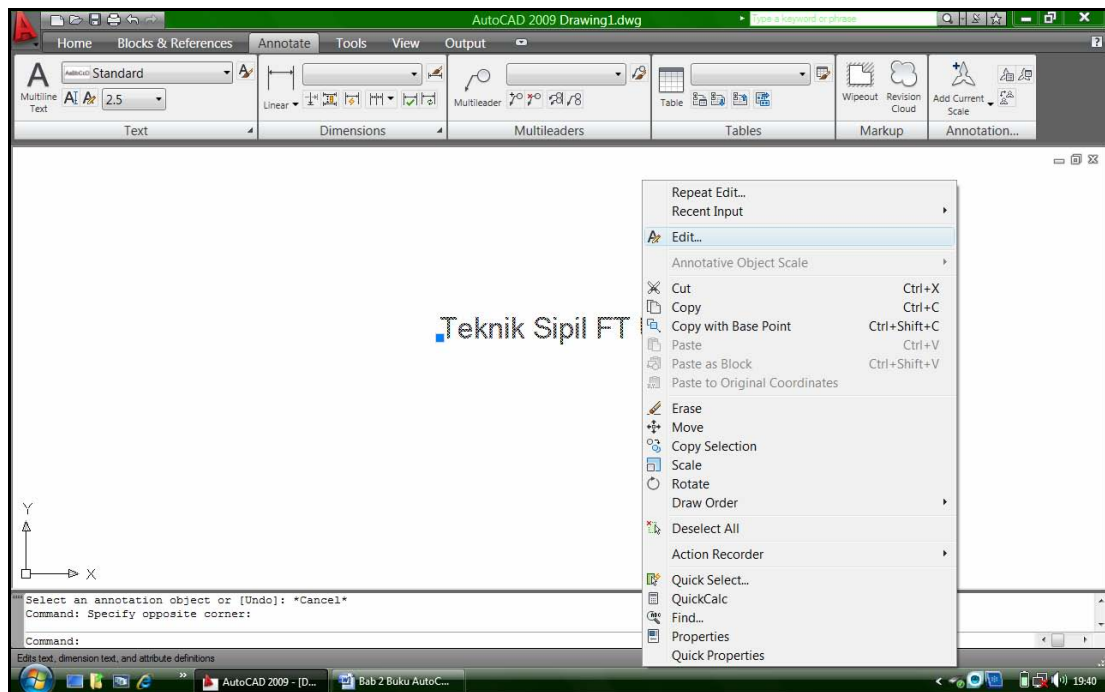 AutoCAD 2009 Drawing1.dwg
Type a keyword or phrase
Home Blocks & References Annotate Tools View Output
Standard
Multiline Text
2.5
Text
Linear
Dimensions
Multileader
Multileaders
Table
Tables
Wipeout Revision Cloud
Markup
Add Current Scale
Annotation...
Teknik Sipil FT
Repeat Edit...
Recent Input
Edit...
Annotative Object Scale
Cut Ctrl+X
Copy Ctrl+C
Copy with Base Point Ctrl+Shift+C
Paste Ctrl+V
Paste as Block Ctrl+Shift+V
Paste to Original Coordinates
Erase
Move
Copy Selection
Scale
Rotate
Draw Order
Deselect All
Action Recorder
Quick Select...
QuickCalc
Find...
Properties
Quick Properties
Y
X
Select an annotation object or [Undo]: *Cancel*
Command: Specify opposite corner:
Command:
Edits text, dimension text, and attribute definitions
AutoCAD 2009 - [D...
Bab 2 Buku AutoC...
19:40